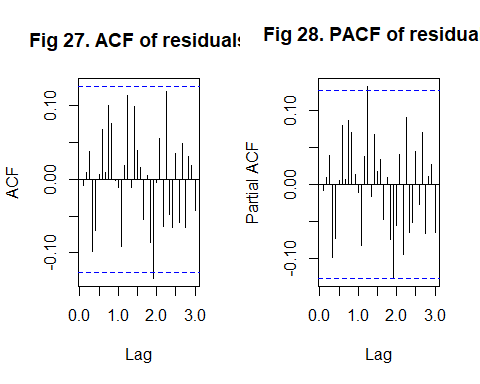 Fig 27. ACF of residuals
Fig 28. PACF of residua
ACF
0.10
0.00
-0.10
0.0
1.0
2.0
3.0
Lag
Partial ACF
0.10
0.00
-0.10
0.0
1.0
2.0
3.0
Lag